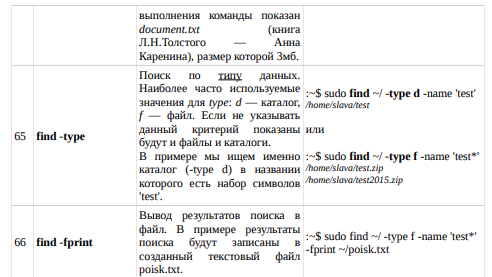 выполнения команды показан
document.txt (книга
Л.Н.Толстого — Анна
Каренина), размер которой 3мб.
65
find -type
Поиск по типу данных.
Наиболее часто используемые
значения для type: d — каталог,
f — файл. Если не указывать
данный критерий показаны
будут и файлы и каталоги.
В примере мы ищем именно
каталог (-type d) в названии
которого есть набор символов
'test'.
:~$ sudo find ~/ -type d -name 'test'
/home/slava/test
или
:~$ sudo find ~/ -type f -name 'test*'
/home/slava/test.zip
/home/slava/test2015.zip
66
find -fprint
Вывод результатов поиска в
файл. В примере результаты
поиска будут записаны в
созданный текстовый файл
poisk.txt.
:~$ sudo find ~/ -type f -name 'test*'
-fprint ~/poisk.txt